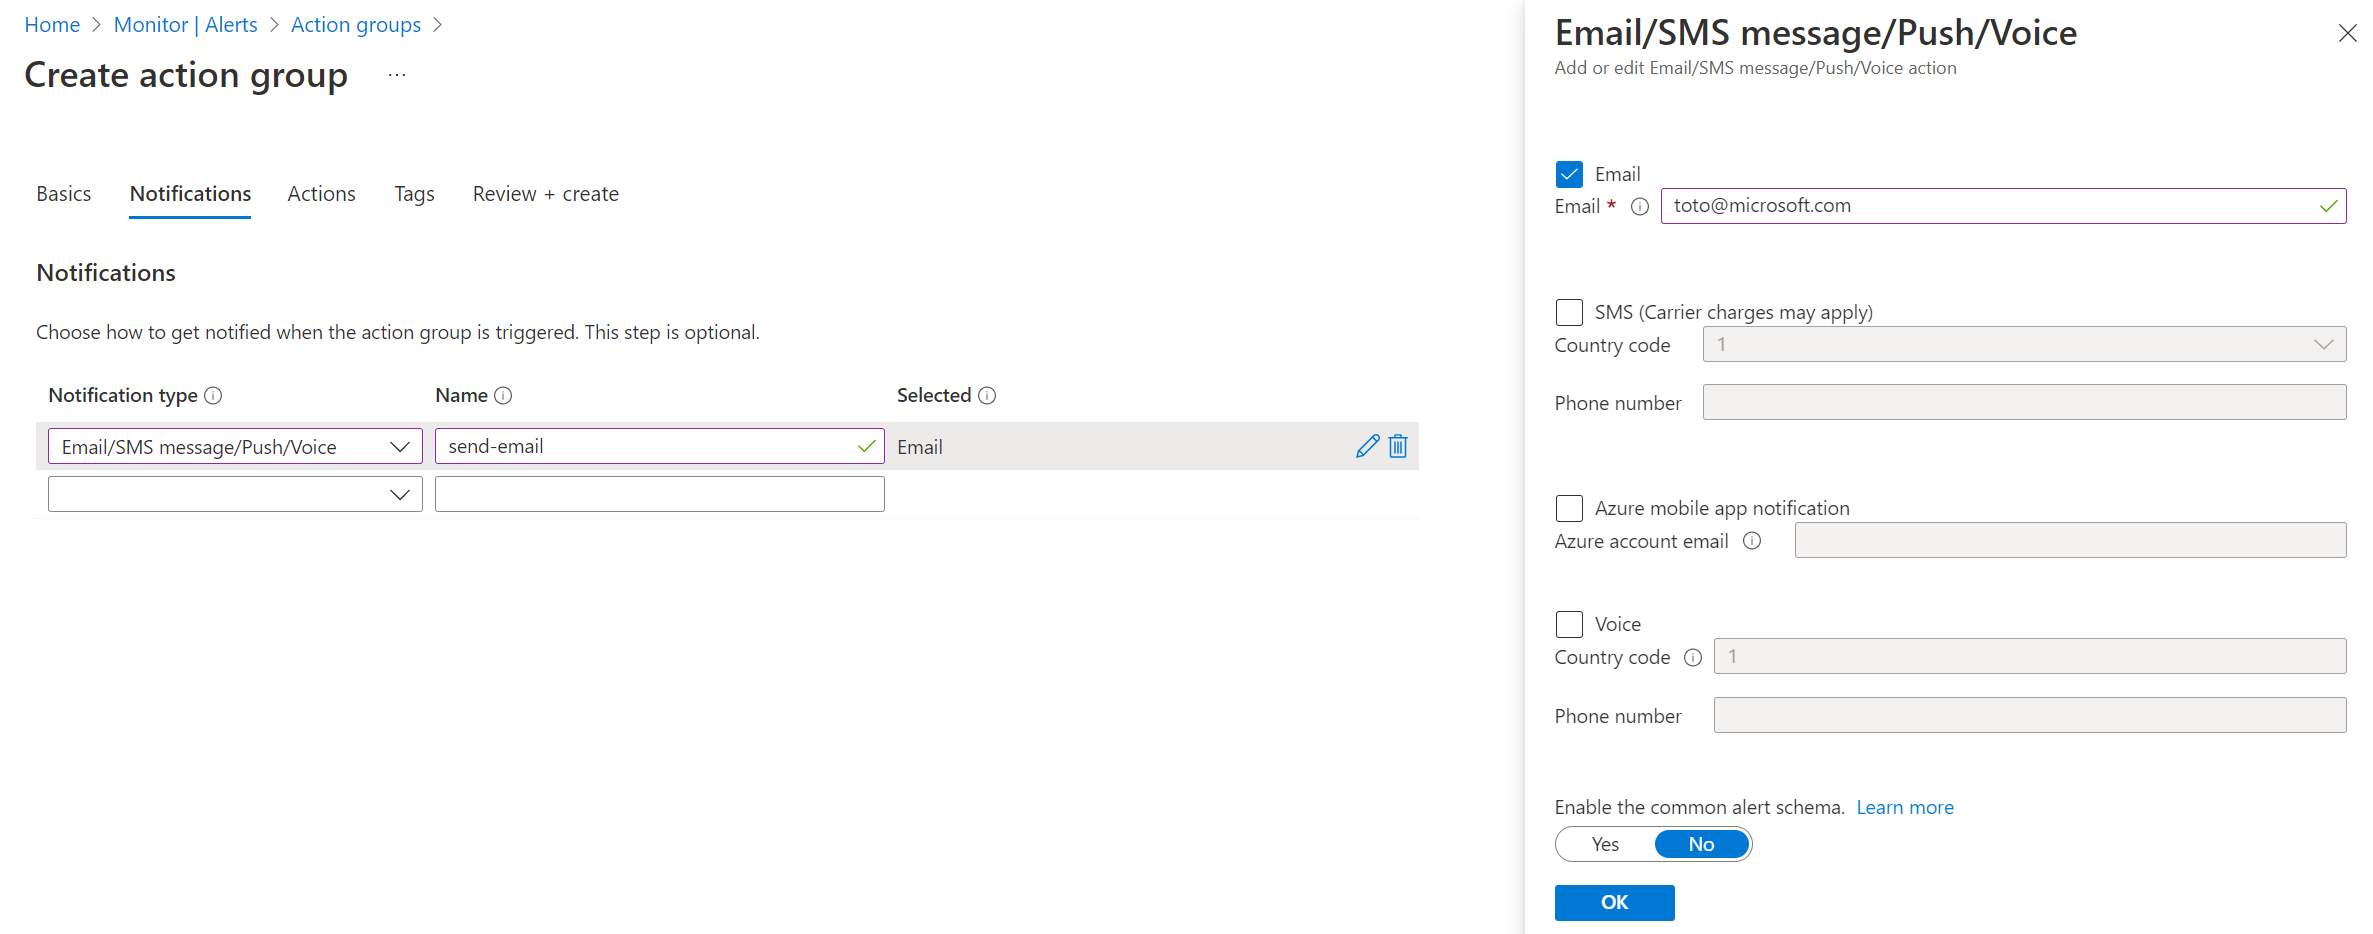 Home > Monitor | Alerts > Action groups >
Create action group ...
Basics Notifications Actions Tags Review + create
Notifications
Choose how to get notified when the action group is triggered. This step is optional.
Notification type Name Selected
Email/SMS message/Push/Voice send-email Email
Email/SMS message/Push/Voice
Add or edit Email/SMS message/Push/Voice action
Email
Email * toto@microsoft.com
SMS (Carrier charges may apply)
Country code 1
Phone number
Azure mobile app notification
Azure account email
Voice
Country code 1
Phone number
Enable the common alert schema. Learn more
Yes No
OK